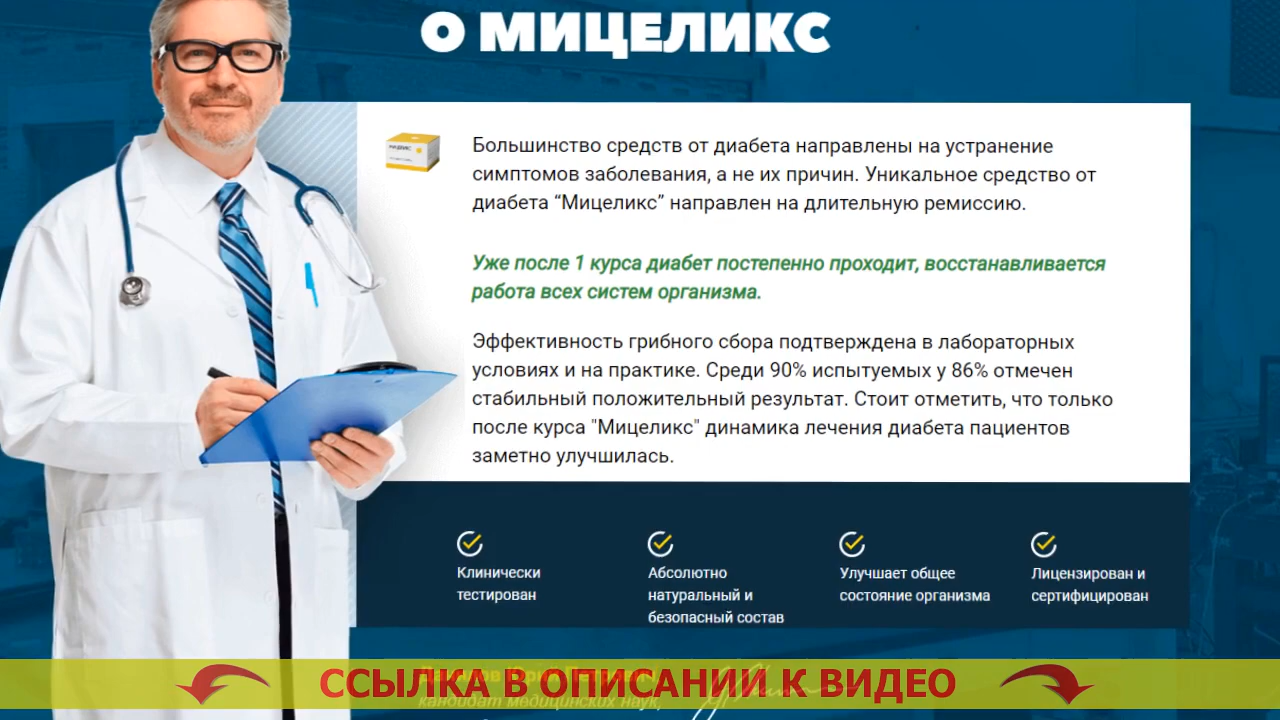 О МИЦЕЛИКС
Большинство средств от диабета направлены на устранение
симптомов заболевания, а не их причин. Уникальное средство от
диабета “Мицеликс” направлен на длительную ремиссию.
Уже после 1 курса диабет постепенно проходит, восстанавливается
работа всех систем организма.
Эффективность грибного сбора подтверждена в лабораторных
условиях и на практике. Среди 90% испытуемых у 86% отмечен
стабильный положительный результат. Стоит отметить, что только
после курса "Мицеликс" динамика лечения диабета пациентов
заметно улучшилась.
Клинически
тестирован
Абсолютно
натуральный и
безопасный состав
Улучшает общее
состояние организма
Лицензирован и
сертифицирован
ССЫЛКА В ОПИСАНИИ К ВИДЕО
кандидат медицинских наук,